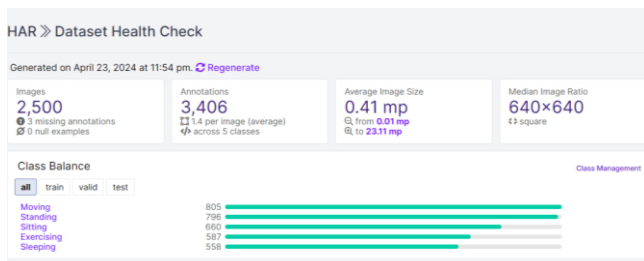 HAR » Dataset Health Check
Generated on April 23, 2024 at 11:54 pm. Regenerate
Images
2,500
3 missing annotations
0 null examples
Annotations
3,406
1.4 per image (average)
across 5 classes
Average Image Size
0.41 mp
from 0.01 mp
to 23.11 mp
Median Image Ratio
640×640
square
Class Balance
Class Management
all train valid test
Moving 805
Standing 796
Sitting 660
Exercising 587
Sleeping 558